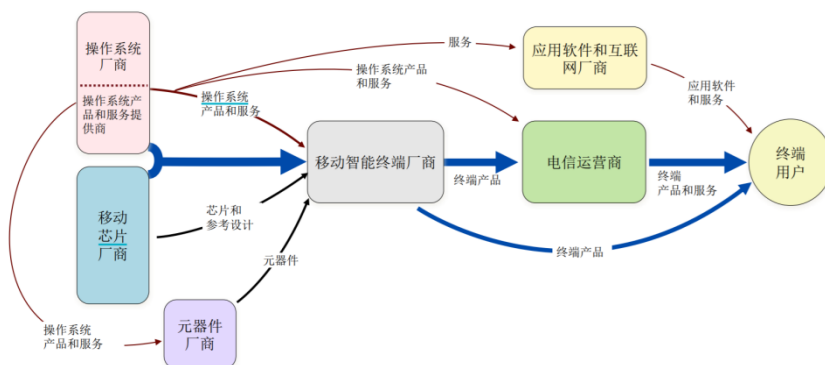 操作系统
厂商
操作系统产
品和服务提
供商
服务
操作系统产品
和服务
操作系统
产品和服务
应用软件和互联
网厂商
应用软件
和服务
移动智能终端厂商
终端产品
电信运营商
终端
产品和服务
终端
用户
移动
芯片
厂商
芯片和
参考设计
元器件
终端产品
操作系统
产品和服务
元器件
厂商